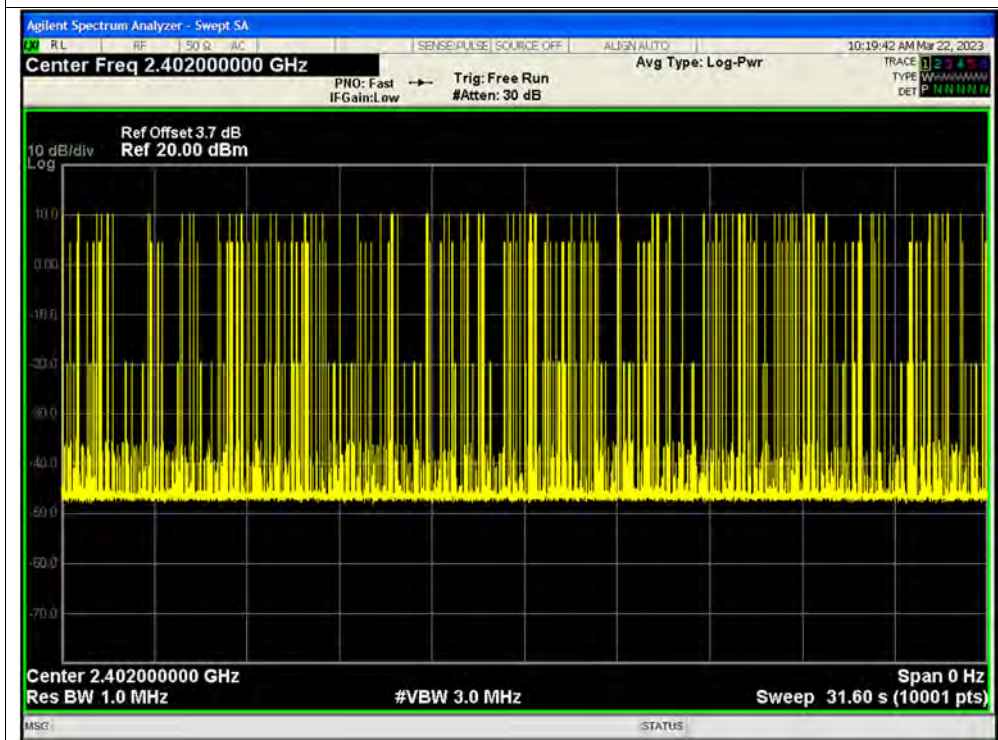 Agilent Spectrum Analyzer - Swept SA
LXI RL RF 50 Ω AC SENSE:PULSE SOURCE OFF ALIGN AUTO 10:19:42 AM Mar 22, 2023
Center Freq 2.402000000 GHz Avg Type: Log-Pwr TRACE 1 2 3 4 5 6
PNO: Fast Trig: Free Run TYPE
IFGain:Low #Atten: 30 dB DET P N N N N N
Ref Offset 3.7 dB
10 dB/div Ref 20.00 dBm
Log
10.0
0.00
-10.0
-20.0
-30.0
-40.0
-50.0
-60.0
-70.0
Center 2.402000000 GHz Span 0 Hz
Res BW 1.0 MHz #VBW 3.0 MHz Sweep 31.60 s (10001 pts)
MSG STATUS